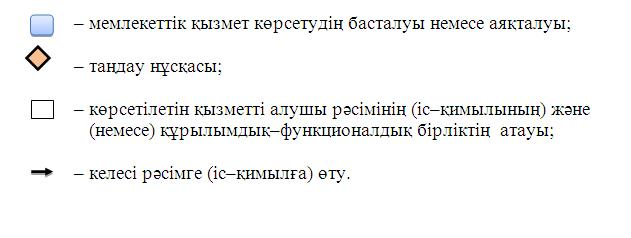 – мемлекеттік қызмет көрсетудің басталуы немесе аяқталуы;
– таңдау нұсқасы;
– көрсетілетін қызметті алушы рәсімінің (іс–қимылының) және
(немесе) құрылымдық–функционалдық бірліктің атауы;
– келесі рәсімге (іс–қимылға) өту.